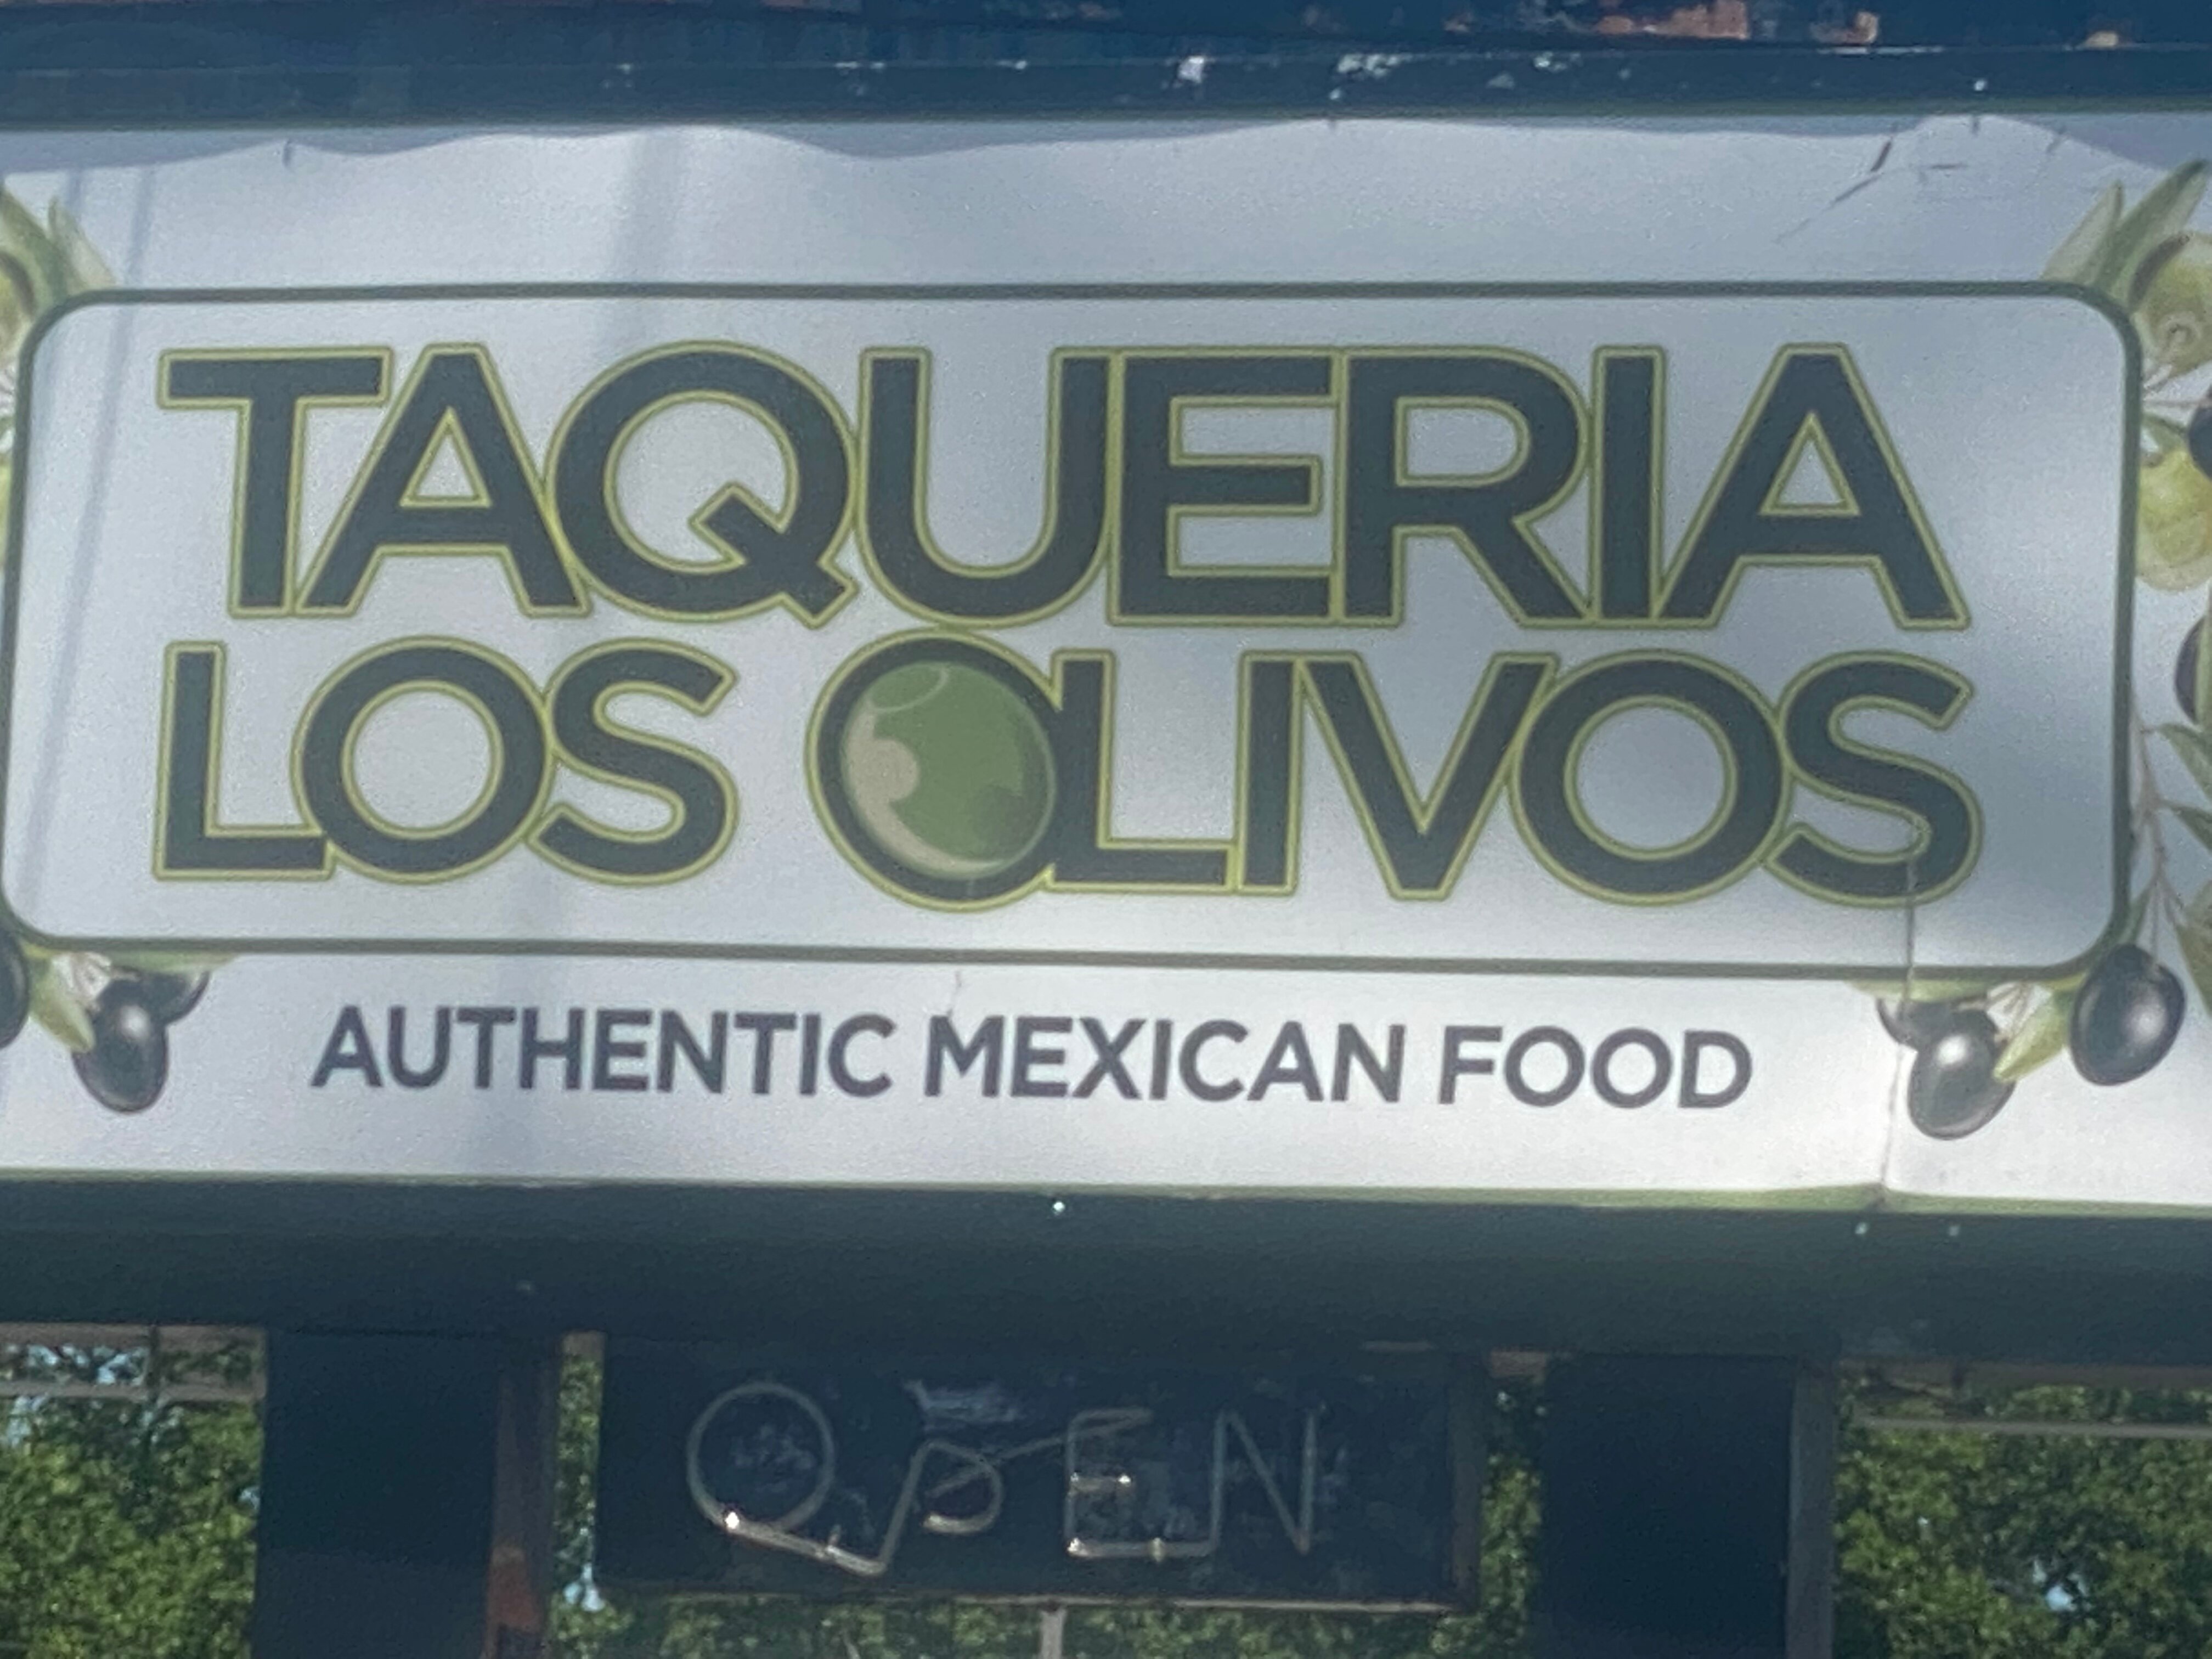 TAQUERIA
LOS OLIVOS
AUTHENTIC MEXICAN FOOD
OPEN